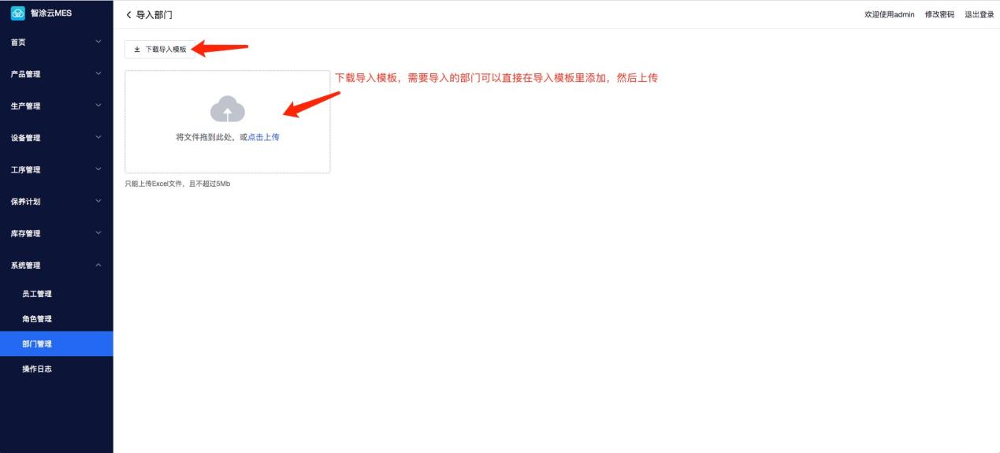 智涂云MES
导入部门
欢迎使用admin 修改密码 退出登录
首页
下载导入模板
产品管理
下载导入模板，需要导入的部门可以直接在导入模板里添加，然后上传
生产管理
设备管理
将文件拖到此处，或点击上传
工序管理
只能上传Excel文件，且不超过5Mb
保养计划
库存管理
系统管理
员工管理
角色管理
部门管理
操作日志